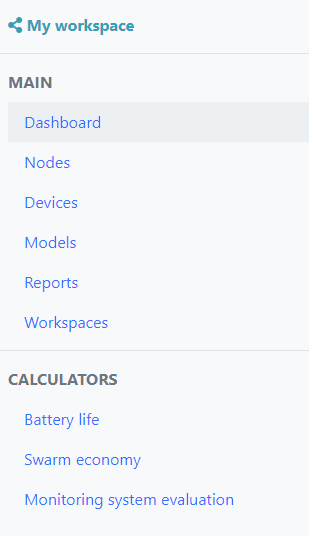 My workspace
MAIN
Dashboard
Nodes
Devices
Models
Reports
Workspaces
CALCULATORS
Battery life
Swarm economy
Monitoring system evaluation